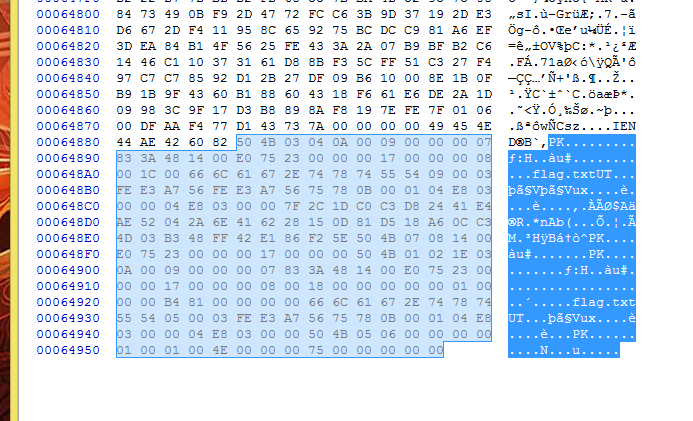 00064800 84 73 49 0B F9 2D 47 72 FC C6 3B 9D 37 19 2D E3 „sI.ù-GrüÆ;.7.-ã
00064810 D6 67 2D F4 11 95 8C 65 92 75 BC DC C9 81 A6 EF Ög-ô.•Œe’u¼ÜÉ.¦ï
00064820 3D EA 84 B1 4F 56 25 FE 43 3A 2A 07 B9 BF B2 C6 =ê„±OV%þC:*.¹¿²Æ
00064830 14 46 C1 10 37 31 61 D8 8B F3 5C FF 51 C3 27 F4 .FÁ.71aØ‹ó\ÿQÃ'ô
00064840 97 C7 C7 85 92 D1 2B 27 DF 09 B6 10 00 8E 1B 0F —ÇÇ…’Ñ+'ß.¶..Ž..
00064850 B9 1B 9F 43 60 B1 88 60 43 18 F6 61 E6 DE 2A 1D ¹.ŸC`±ˆ`C.öaæÞ*.
00064860 09 98 3C 9F 17 D3 B8 89 8A F8 19 7E FE 7F 01 06 .˜<Ÿ.Ó¸‰Šø.~þ...
00064870 00 DF AA F4 77 D1 43 73 7A 00 00 00 00 49 45 4E .ßªôwÑCsz....IEN
00064880 44 AE 42 60 82 50 4B 03 04 0A 00 09 00 00 00 07 D®B`‚PK.........
00064890 83 3A 48 14 00 E0 75 23 00 00 00 17 00 00 00 08 ƒ:H..àu#........
000648A0 00 1C 00 66 6C 61 67 2E 74 78 74 55 54 09 00 03 ...flag.txtUT...
000648B0 FE E3 A7 56 FE E3 A7 56 75 78 0B 00 01 04 E8 03 þã§Vþã§Vux....è.
000648C0 00 00 04 E8 03 00 00 7F 2C 1D C0 C3 D8 24 41 E4 ...è....,.ÀÃØ$Aä
000648D0 AE 52 04 2A 6E 41 62 28 15 0D 81 D5 18 A6 0C C3 ®R.*nAb(...Õ.¦.Ã
000648E0 4D 03 B3 48 FF 42 E1 86 F2 5E 50 4B 07 08 14 00 M.³HÿBá†ò^PK....
000648F0 E0 75 23 00 00 00 17 00 00 00 50 4B 01 02 1E 03 àu#.......PK....
00064900 0A 00 09 00 00 00 07 83 3A 48 14 00 E0 75 23 00 .......ƒ:H..àu#.
00064910 00 00 17 00 00 00 08 00 18 00 00 00 00 00 01 00 ................
00064920 00 00 B4 81 00 00 00 00 66 6C 61 67 2E 74 78 74 ..´.....flag.txt
00064930 55 54 05 00 03 FE E3 A7 56 75 78 0B 00 01 04 E8 UT...þã§Vux....è
00064940 03 00 00 04 E8 03 00 00 50 4B 05 06 00 00 00 00 ....è...PK......
00064950 01 00 01 00 4E 00 00 00 75 00 00 00 00 00 ....N...u.....